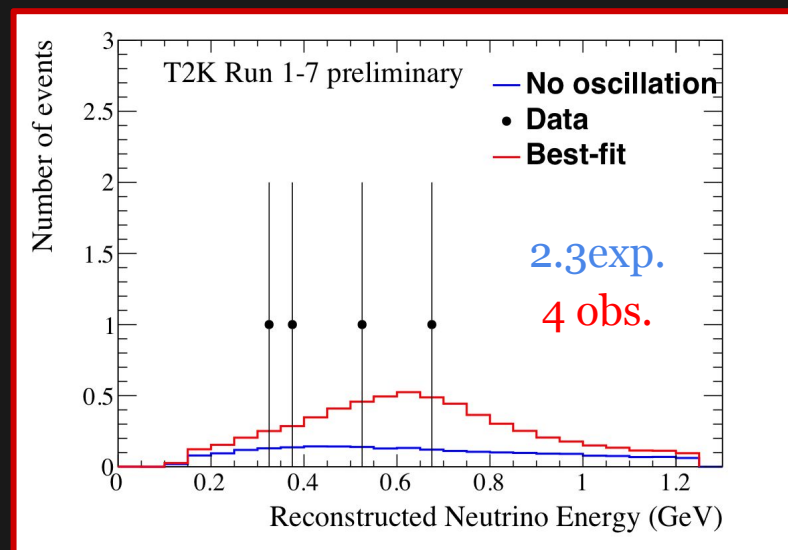 3
T2K Run 1-7 preliminary
No oscillation
2.5
Data
Best-fit
2
1.5
2.3exp.
4 obs.
1
0.5
0
0 0.2 0.4 0.6 0.8 1 1.2
Number of events
Reconstructed Neutrino Energy (GeV)